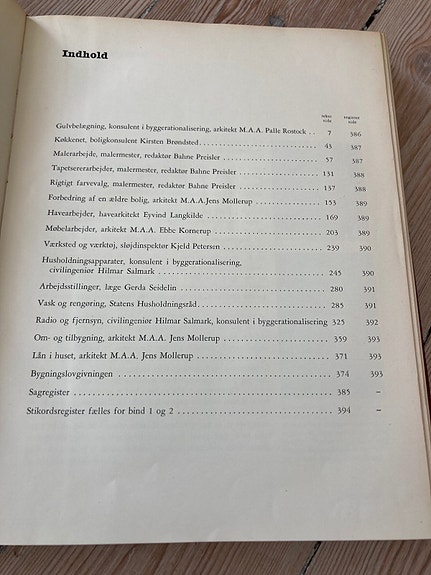 Indhold
tekst register
side side
Gulvbelægning, konsulent i byggerationalisering, arkitekt M.A.A. Palle Rostock . . 7 386
Køkkenet, boligkonsulent Kirsten Brøndsted . . . . . . . . . . . . . . . . . . . . . . . 43 387
Malerarbejde, malermester, redaktør Bahne Preisler . . . . . . . . . . . . . . . . . . 57 387
Tapetsererarbejder, malermester, redaktør Bahne Preisler . . . . . . . . . . . . . . 131 388
Rigtigt farvevalg, malermester, redaktør Bahne Preisler . . . . . . . . . . . . . . . 137 388
Forbedring af en ældre bolig, arkitekt M.A.A. Jens Mollerup . . . . . . . . . . . . 153 389
Havearbejder, havearkitekt Eyvind Langkilde . . . . . . . . . . . . . . . . . . . . . . 169 389
Møbelarbejder, arkitekt M.A.A. Ebbe Kornerup . . . . . . . . . . . . . . . . . . . . . 203 389
Værksted og værktøj, sløjdinspektør Kjeld Petersen . . . . . . . . . . . . . . . . . . 239 390
Husholdningsapparater, konsulent i byggerationalisering,
civilingeniør Hilmar Salmark . . . . . . . . . . . . . . . . . . . . . . . . . . . . . . . 245 390
Arbejdsstillinger, læge Gerda Seidelin . . . . . . . . . . . . . . . . . . . . . . . . . . . 280 391
Vask og rengøring, Statens Husholdningsråd . . . . . . . . . . . . . . . . . . . . . . . 285 391
Radio og fjernsyn, civilingeniør Hilmar Salmark, konsulent i byggerationalisering 325 392
Om- og tilbygning, arkitekt M.A.A. Jens Mollerup . . . . . . . . . . . . . . . . . . . 359 393
Lån i huset, arkitekt M.A.A. Jens Mollerup . . . . . . . . . . . . . . . . . . . . . . . . 371 393
Bygningslovgivningen . . . . . . . . . . . . . . . . . . . . . . . . . . . . . . . . . . . . . . 374 393
Sagregister . . . . . . . . . . . . . . . . . . . . . . . . . . . . . . . . . . . . . . . . . . . . . 385 –
Stikordsregister fælles for bind 1 og 2 . . . . . . . . . . . . . . . . . . . . . . . . . . . . 394 –